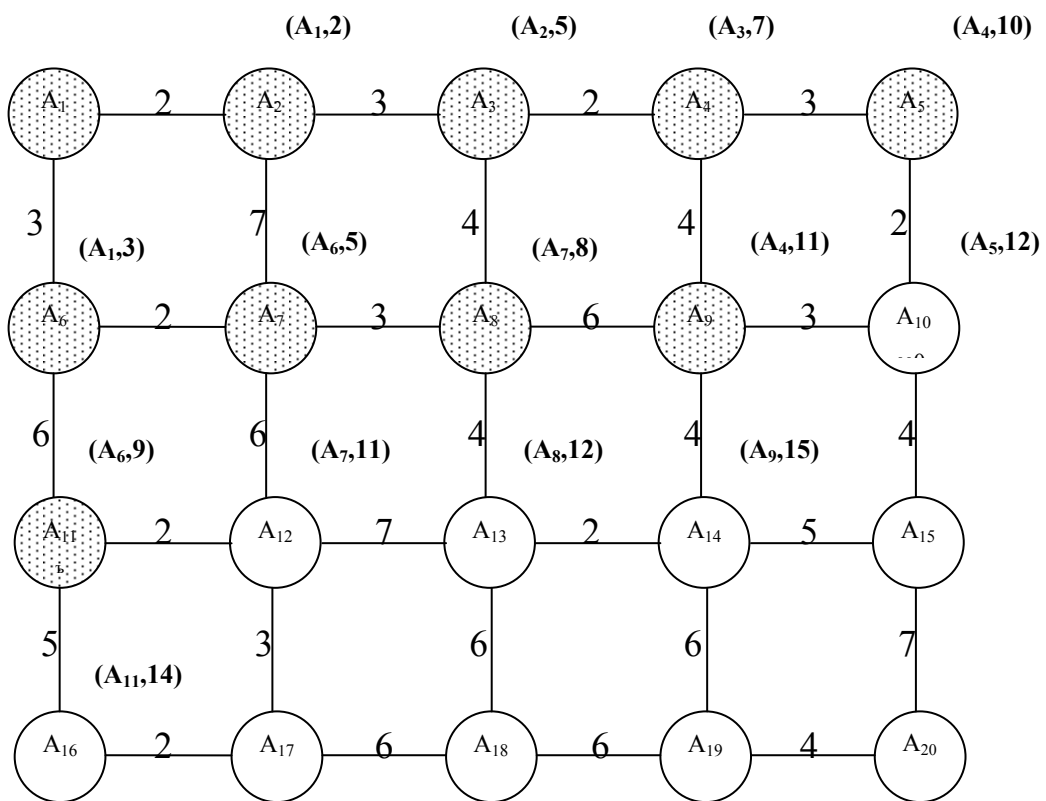 (A₁,2) (A₂,5) (A₃,7) (A₄,10)
A₁ 2 A₂ 3 A₃ 2 A₄ 3 A₅
3 7 4 4 2
(A₁,3) (A₆,5) (A₇,8) (A₄,11) (A₅,12)
A₆ 2 A₇ 3 A₈ 6 A₉ 3 A₁₀
6 6 4 4 4
(A₆,9) (A₇,11) (A₈,12) (A₉,15)
A₁₁ 2 A₁₂ 7 A₁₃ 2 A₁₄ 5 A₁₅
ь
5 3 6 6 7
(A₁₁,14)
A₁₆ 2 A₁₇ 6 A₁₈ 6 A₁₉ 4 A₂₀